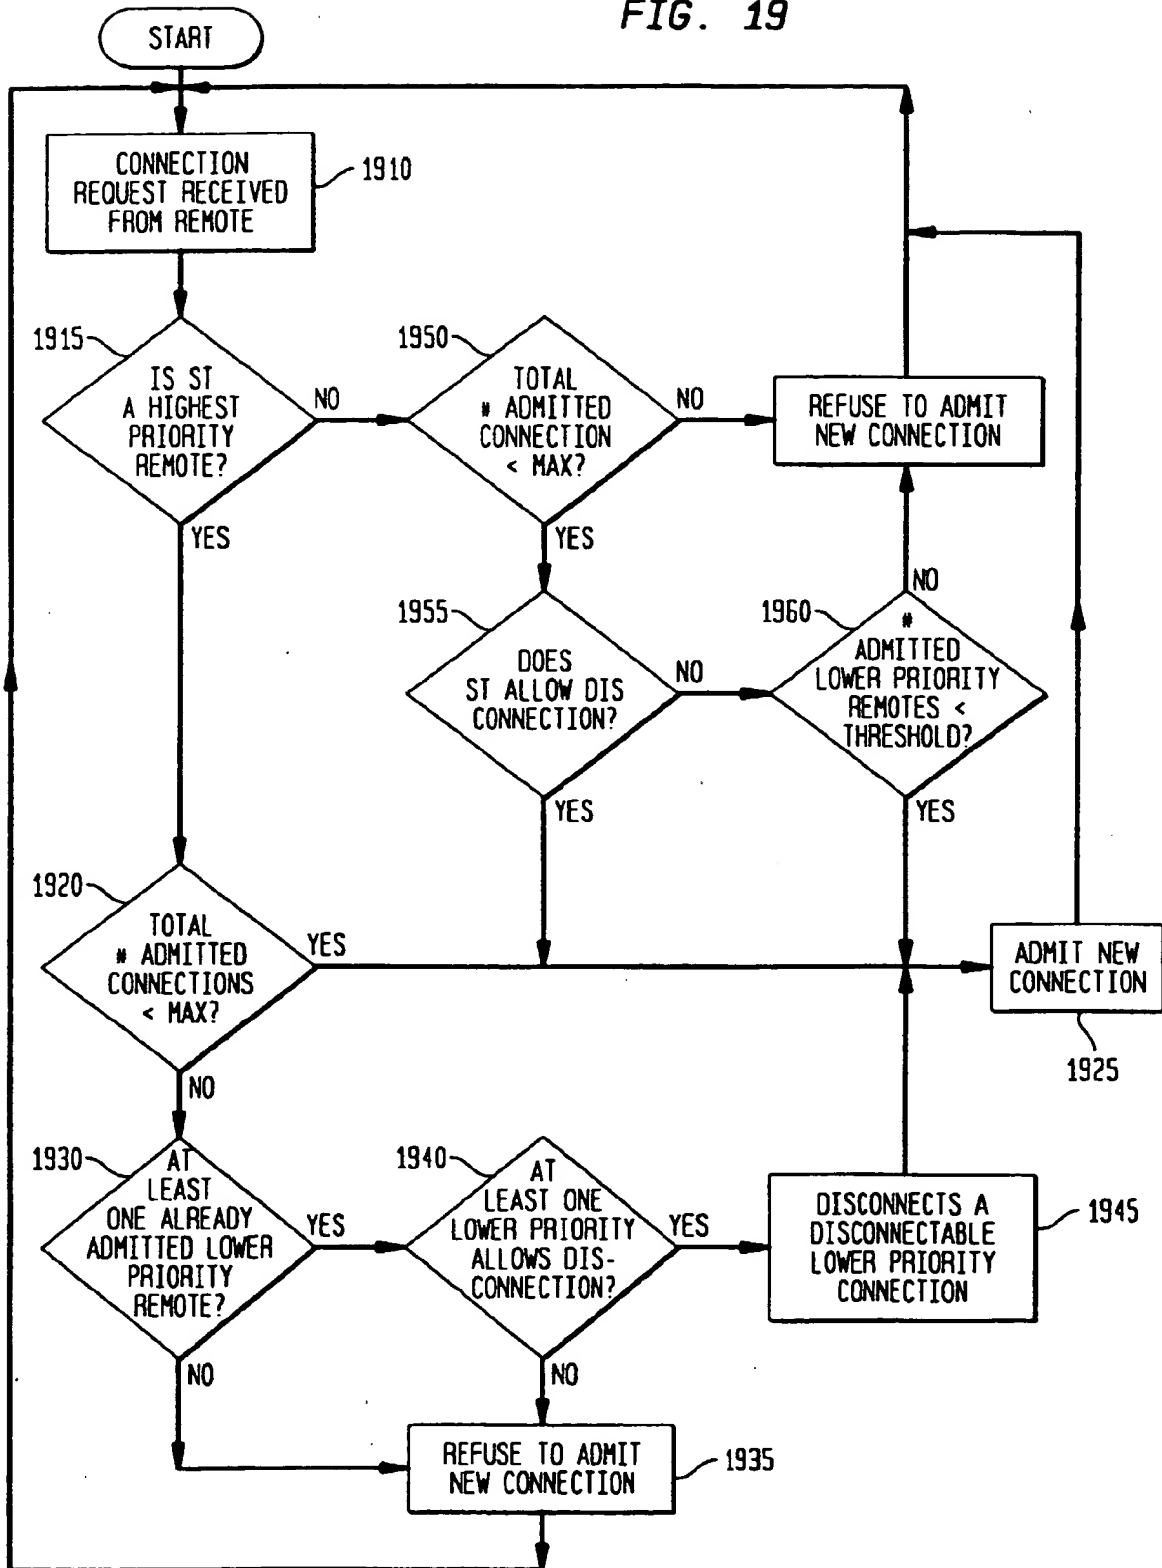 FIG. 19
START
CONNECTION
REQUEST RECEIVED
FROM REMOTE
1910
1915
IS ST
A HIGHEST
PRIORITY
REMOTE?
NO
YES
1950
TOTAL
# ADMITTED
CONNECTION
< MAX?
NO
YES
REFUSE TO ADMIT
NEW CONNECTION
1955
DOES
ST ALLOW DIS
CONNECTION?
NO
YES
1960
NO
#
ADMITTED
LOWER PRIORITY
REMOTES <
THRESHOLD?
YES
1920
TOTAL
# ADMITTED
CONNECTIONS
< MAX?
YES
NO
ADMIT NEW
CONNECTION
1925
1930
AT
LEAST
ONE ALREADY
ADMITTED LOWER
PRIORITY
REMOTE?
YES
NO
1940
AT
LEAST ONE
LOWER PRIORITY
ALLOWS DIS-
CONNECTION?
YES
NO
DISCONNECTS A
DISCONNECTABLE
LOWER PRIORITY
CONNECTION
1945
REFUSE TO ADMIT
NEW CONNECTION
1935